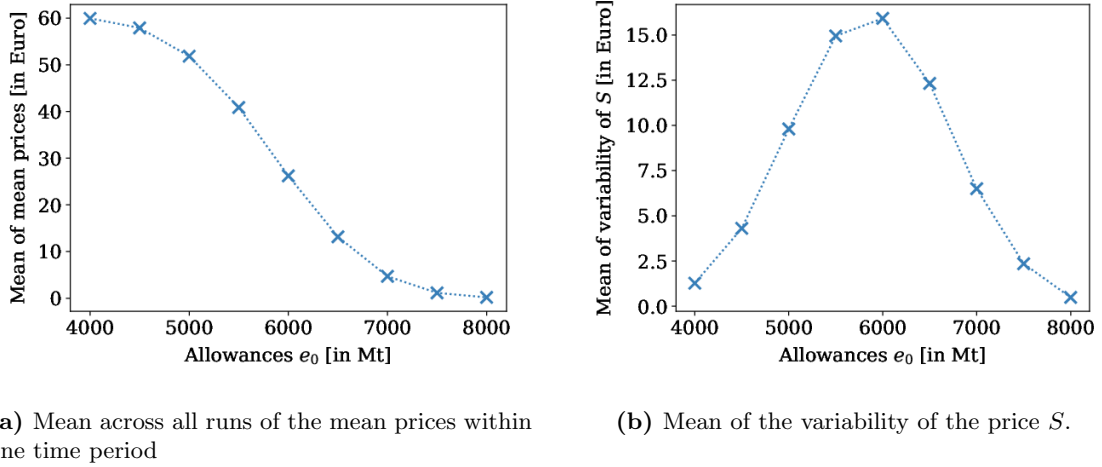 Mean of mean prices [in Euro]
60
50
40
30
20
10
0
4000 5000 6000 7000 8000
Allowances e₀ [in Mt]
a) Mean across all runs of the mean prices within
ne time period
Mean of variability of S [in Euro]
15.0
12.5
10.0
7.5
5.0
2.5
0.0
4000 5000 6000 7000 8000
Allowances e₀ [in Mt]
(b) Mean of the variability of the price S.